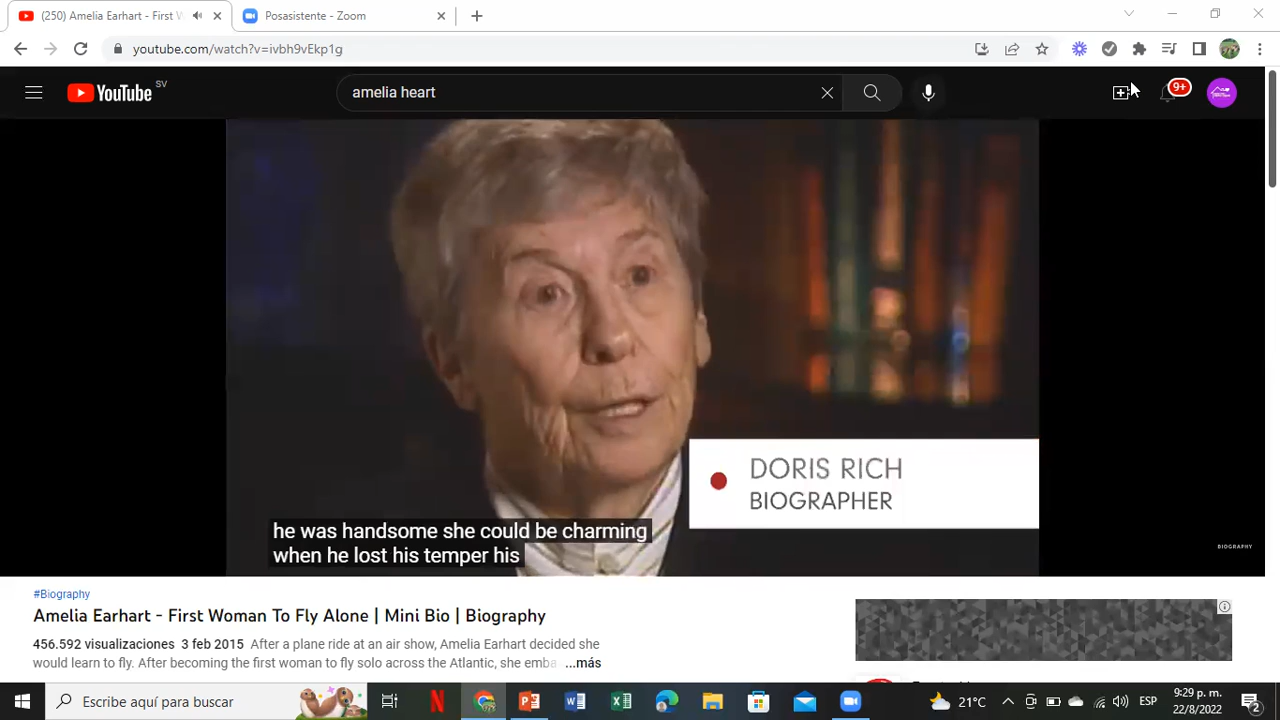 (250) Amelia Earhart - First W
Posasistente - Zoom
youtube.com/watch?v=ivbh9vEkp1g
YouTube SV
amelia heart
9+
DORIS RICH
BIOGRAPHER
he was handsome she could be charming
when he lost his temper his
BIOGRAPHY
#Biography
Amelia Earhart - First Woman To Fly Alone | Mini Bio | Biography
456.592 visualizaciones 3 feb 2015 After a plane ride at an air show, Amelia Earhart decided she
would learn to fly. After becoming the first woman to fly solo across the Atlantic, she emba ...más
Escribe aquí para buscar
21°C
ESP
9:29 p. m.
22/8/2022
2